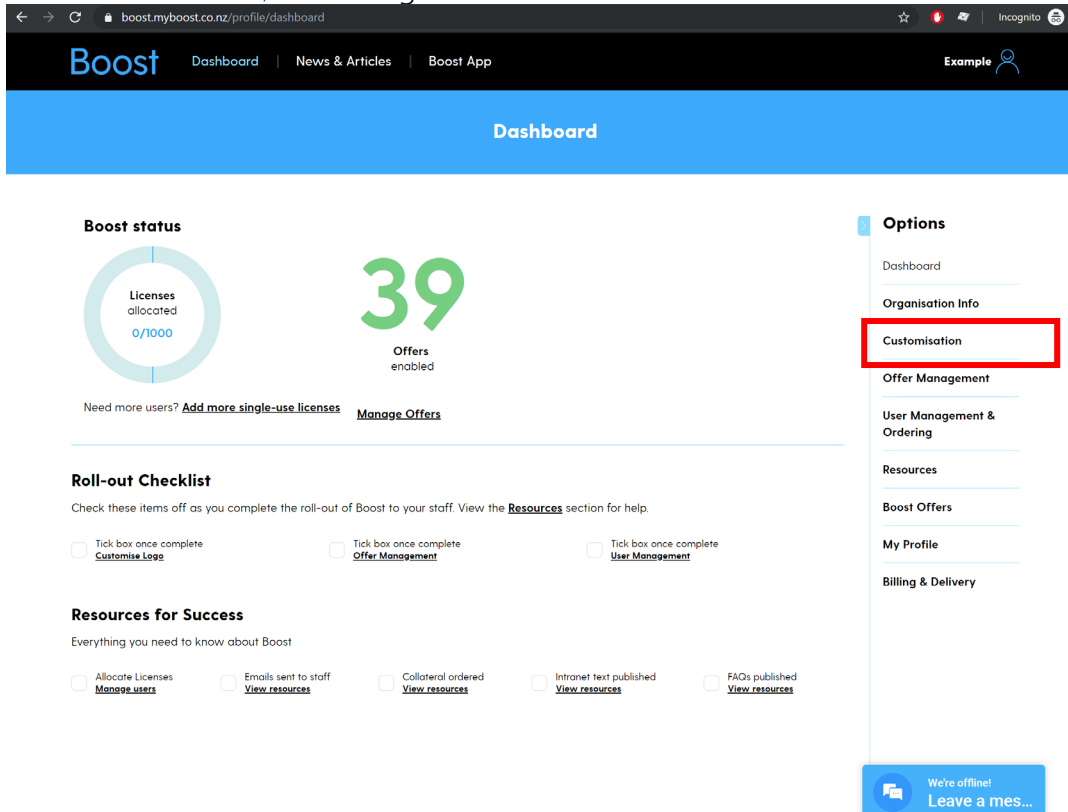 boost.myboost.co.nz/profile/dashboard
Incognito
Boost
Dashboard | News & Articles | Boost App
Example
Dashboard
Boost status
Licenses
allocated
0/1000
39
Offers
enabled
Need more users? Add more single-use licenses
Manage Offers
Roll-out Checklist
Check these items off as you complete the roll-out of Boost to your staff. View the Resources section for help.
Tick box once complete
Customise Logo
Tick box once complete
Offer Management
Tick box once complete
User Management
Resources for Success
Everything you need to know about Boost
Allocate Licenses
Manage users
Emails sent to staff
View resources
Collateral ordered
View resources
Intranet text published
View resources
FAQs published
View resources
Options
Dashboard
Organisation Info
Customisation
Offer Management
User Management &
Ordering
Resources
Boost Offers
My Profile
Billing & Delivery
We're offline!
Leave a mes...